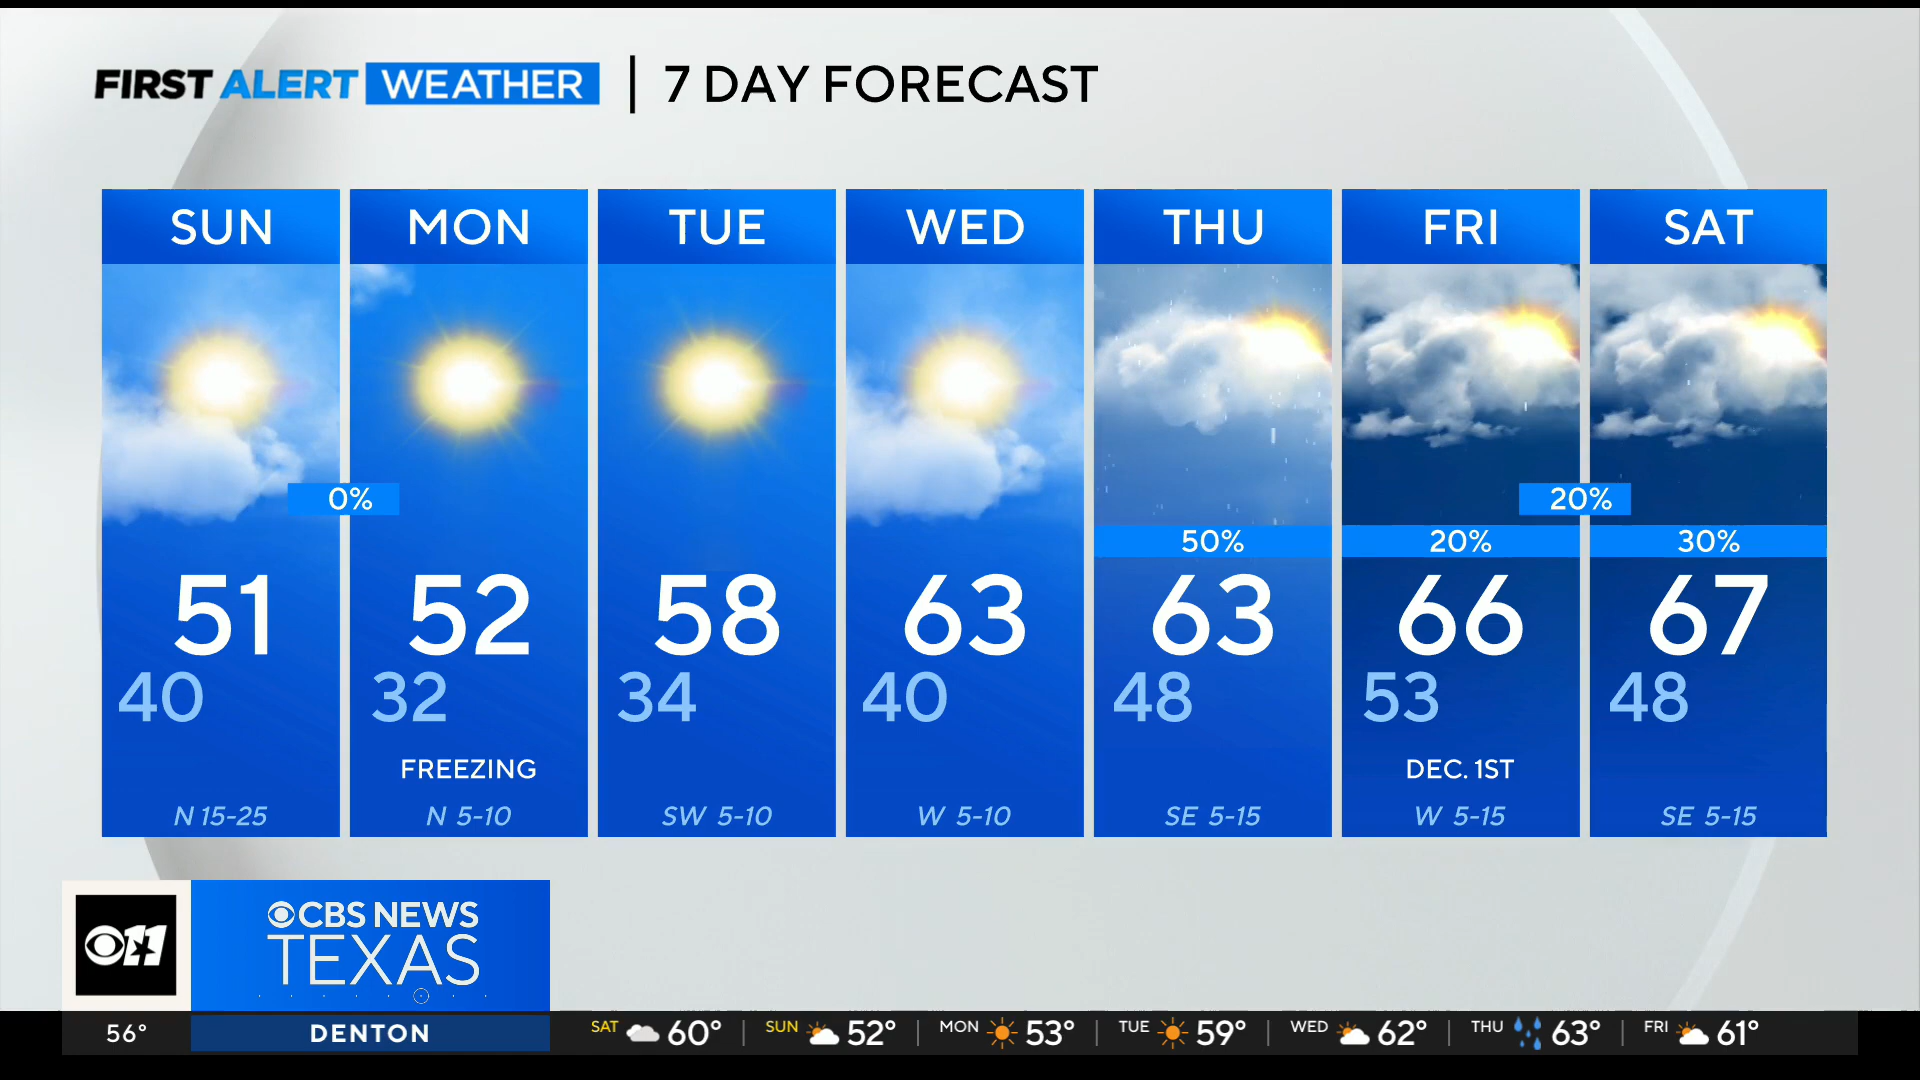 FIRST ALERT WEATHER | 7 DAY FORECAST
SUN MON TUE WED THU FRI SAT
0% 20%
50% 20% 30%
51 52 58 63 63 66 67
40 32 34 40 48 53 48
FREEZING DEC. 1ST
N 15-25 N 5-10 SW 5-10 W 5-10 SE 5-15 W 5-15 SE 5-15
11 CBS NEWS
TEXAS
56° DENTON SAT 60° | SUN 52° | MON 53° | TUE 59° | WED 62° | THU 63° | FRI 61°